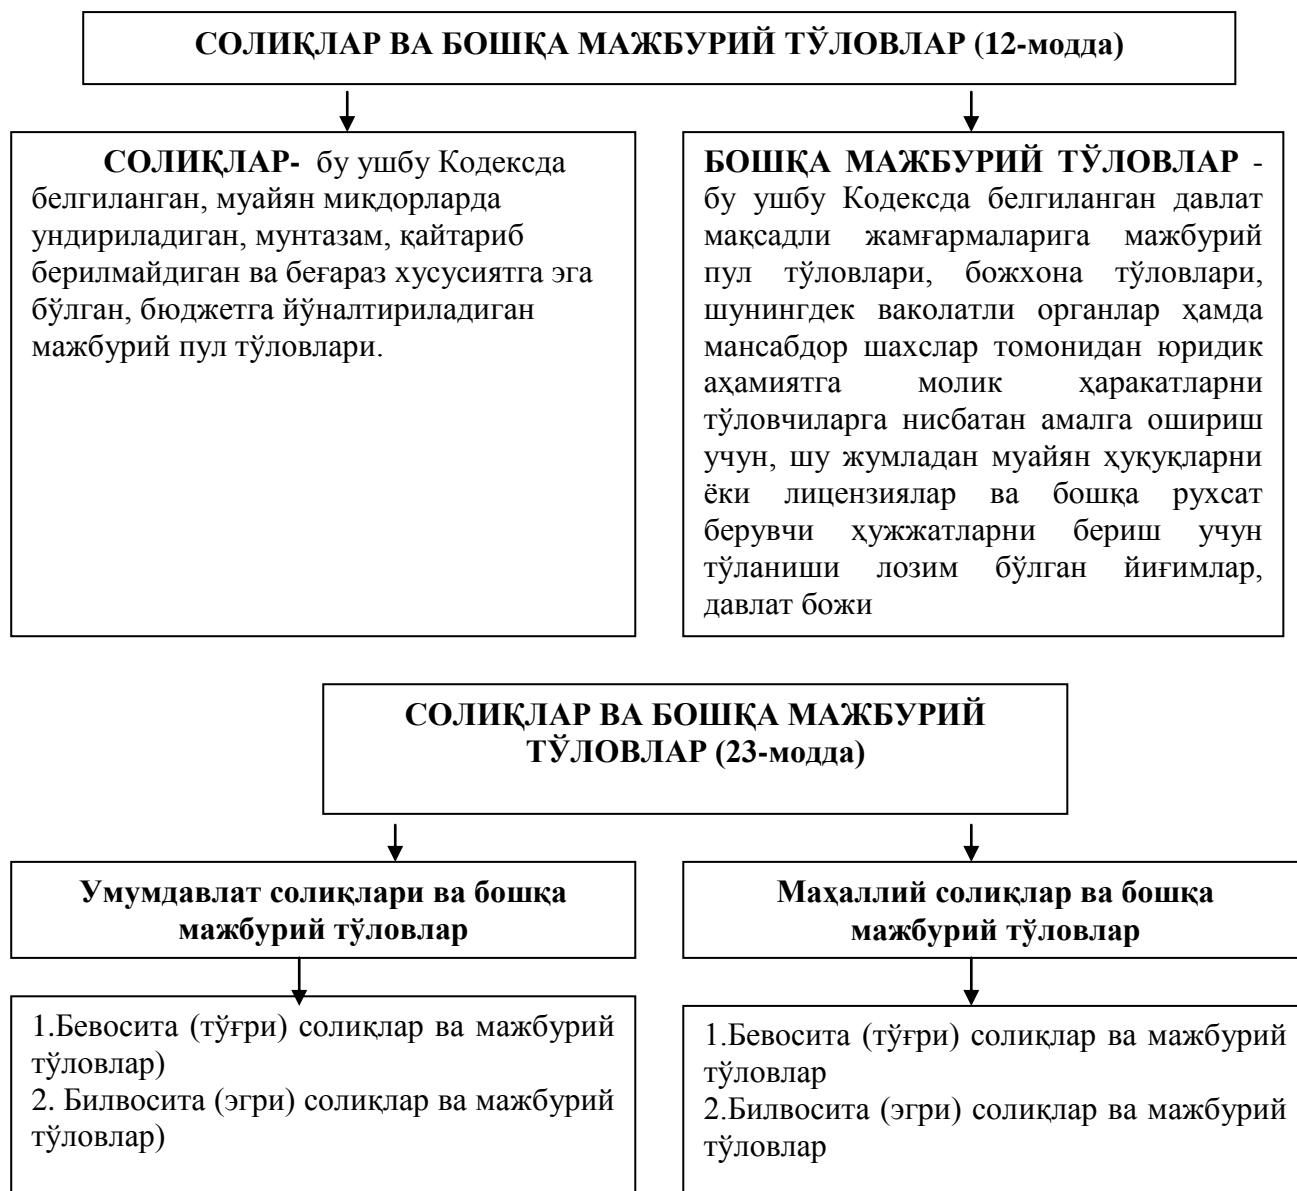 СОЛИҚЛАР ВА БОШҚА МАЖБУРИЙ ТЎЛОВЛАР (12-модда)
СОЛИҚЛАР- бу ушбу Кодексда
белгиланган, муайян миқдорларда
ундириладиган, мунтазам, қайтариб
берилмайдиган ва беғараз хусусиятга эга
бўлган, бюджетга йўналтириладиган
мажбурий пул тўловлари.
БОШҚА МАЖБУРИЙ ТЎЛОВЛАР -
бу ушбу Кодексда белгиланган давлат
мақсадли жамғармаларига мажбурий
пул тўловлари, божхона тўловлари,
шунингдек ваколатли органлар ҳамда
мансабдор шахслар томонидан юридик
аҳамиятга молик ҳаракатларни
тўловчиларга нисбатан амалга ошириш
учун, шу жумладан муайян ҳуқуқларни
ёки лицензиялар ва бошқа рухсат
берувчи ҳужжатларни бериш учун
тўланиши лозим бўлган йиғимлар,
давлат божи
СОЛИҚЛАР ВА БОШҚА МАЖБУРИЙ
ТЎЛОВЛАР (23-модда)
Умумдавлат солиқлари ва бошқа
мажбурий тўловлар
Маҳаллий солиқлар ва бошқа
мажбурий тўловлар
1.Бевосита (тўғри) солиқлар ва мажбурий
тўловлар)
2. Билвосита (эгри) солиқлар ва мажбурий
тўловлар)
1.Бевосита (тўғри) солиқлар ва мажбурий
тўловлар
2.Билвосита (эгри) солиқлар ва мажбурий
тўловлар